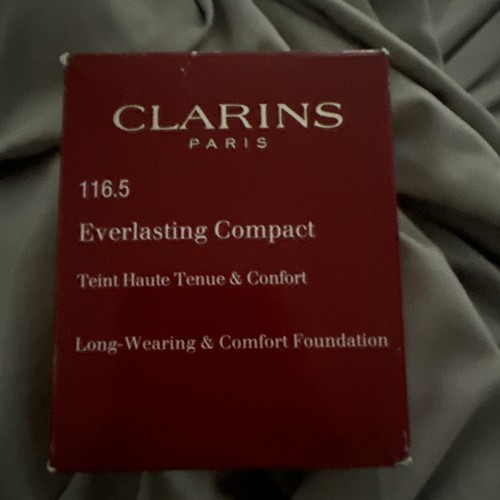 CLARINS
PARIS
116.5
Everlasting Compact
Teint Haute Tenue & Confort
Long-Wearing & Comfort Foundation